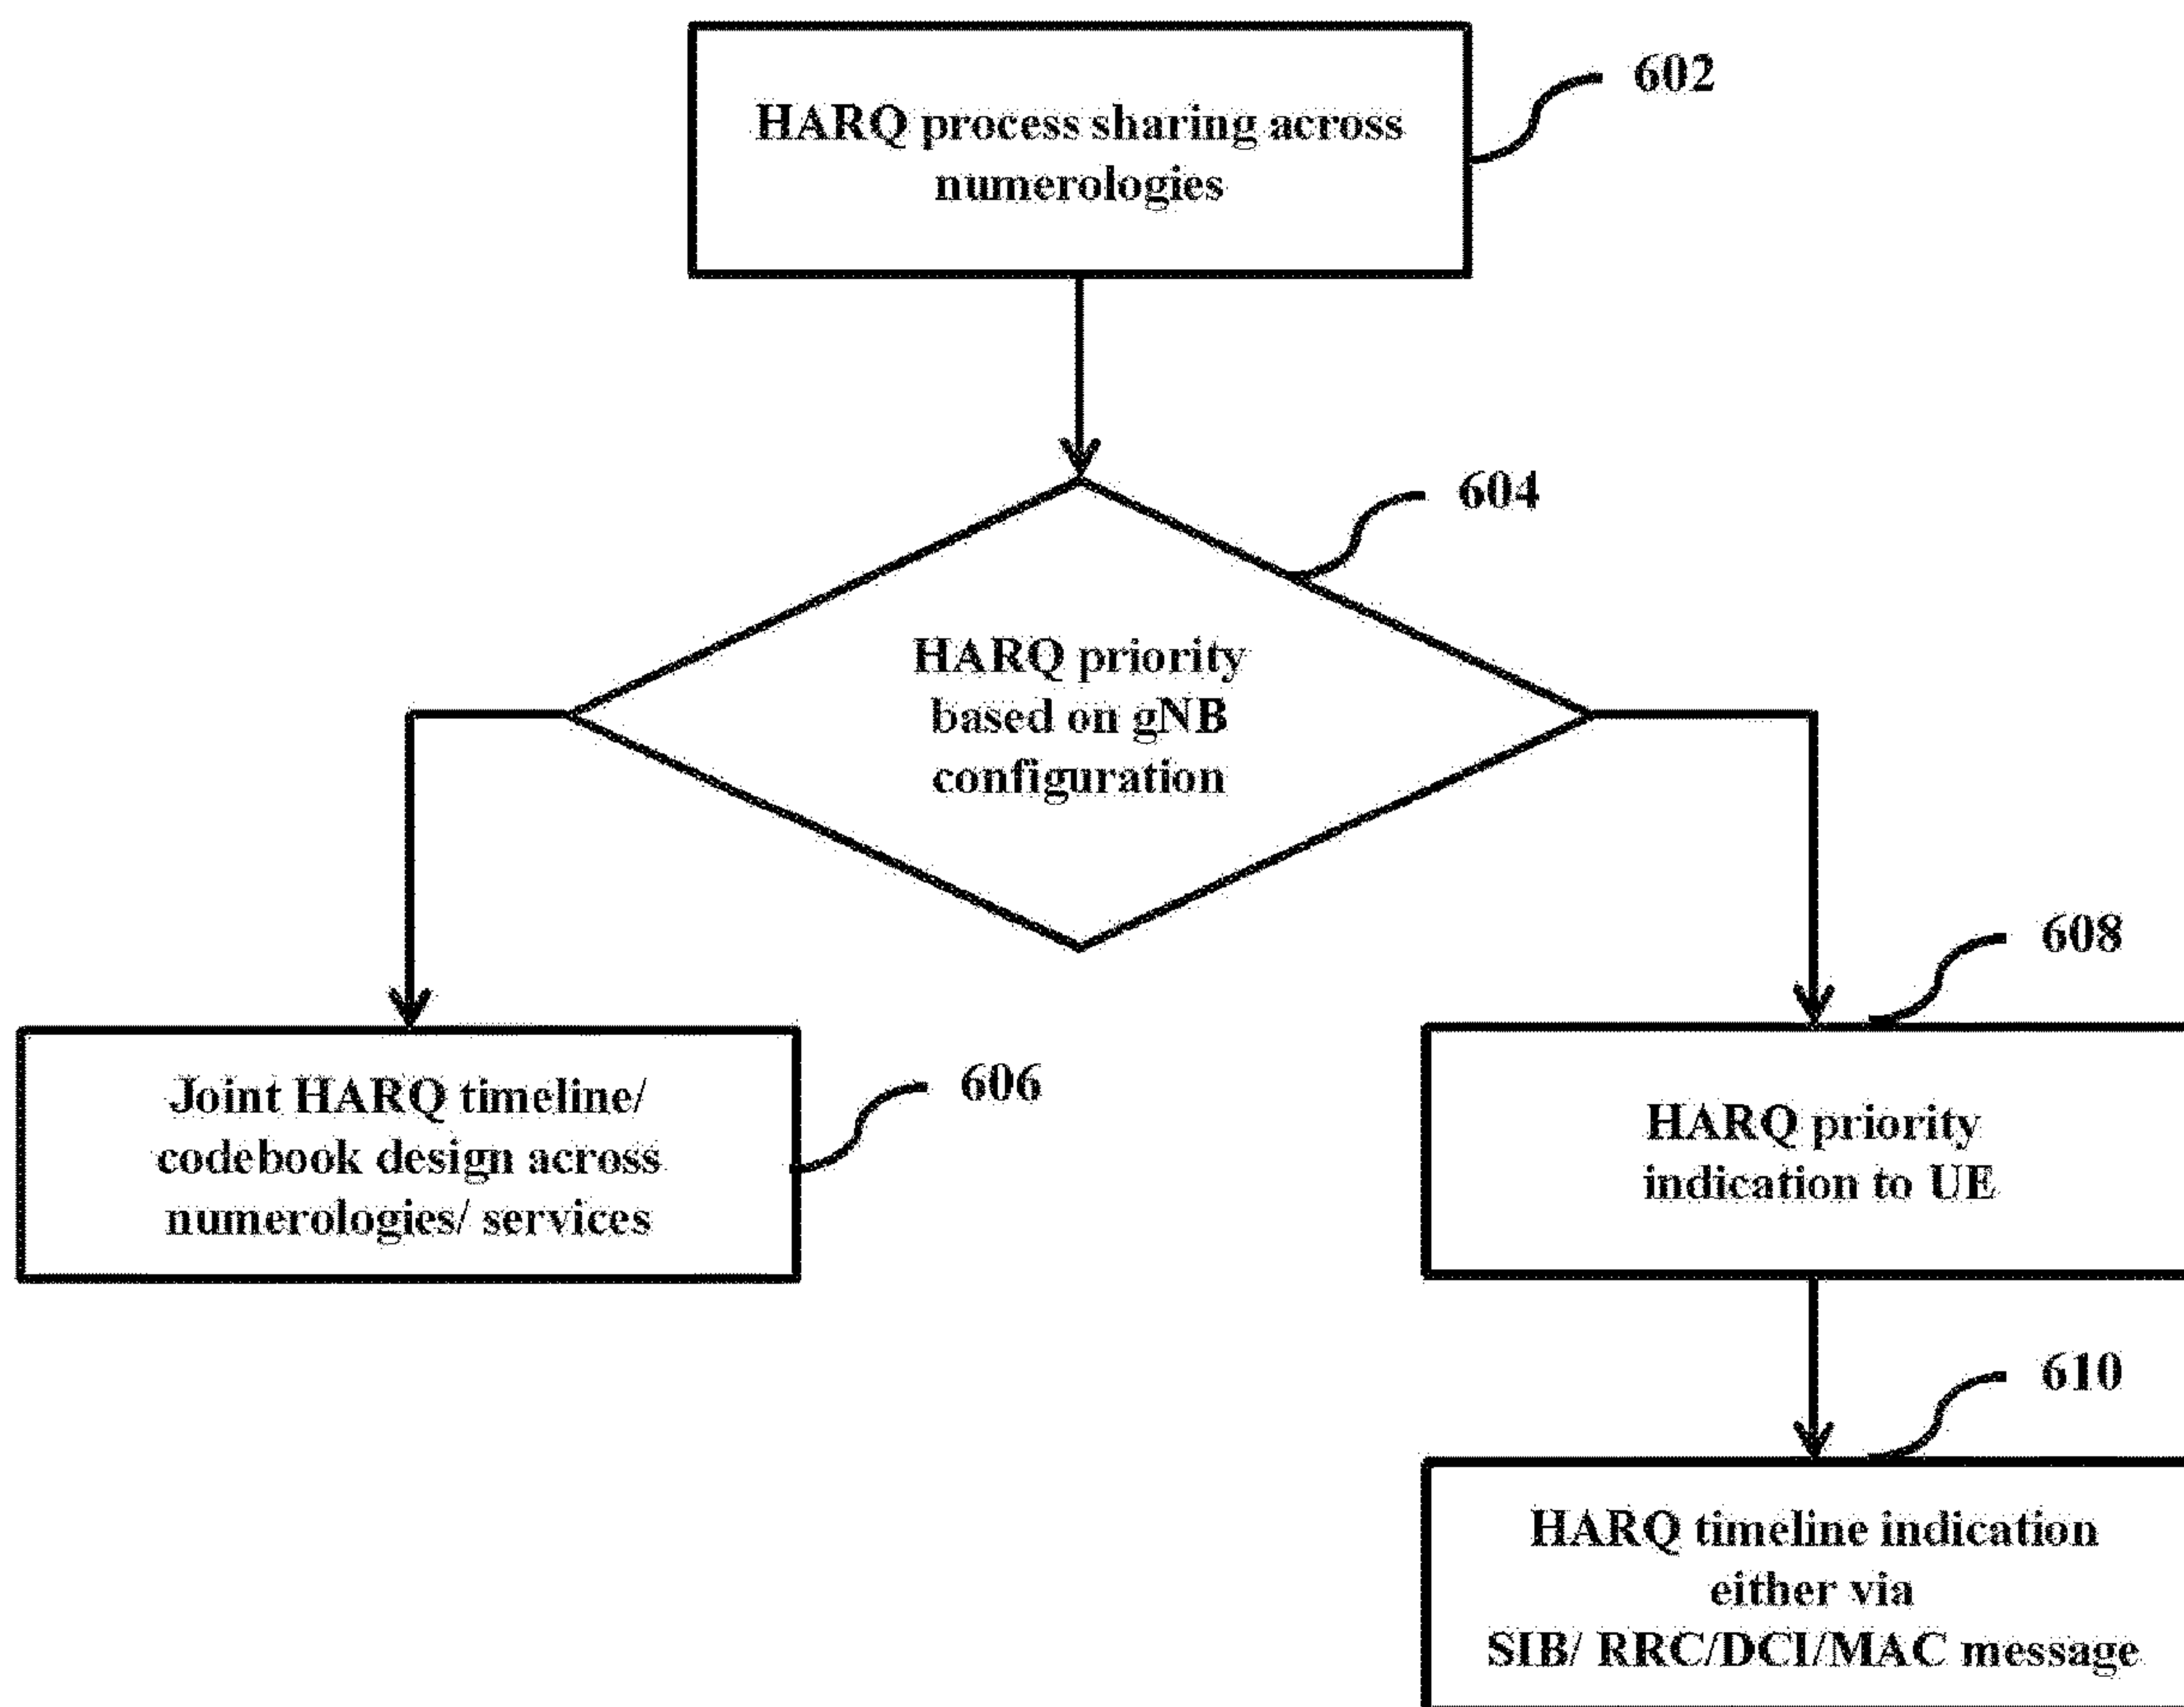 HARQ process sharing across
numerologies
602
604
HARQ priority
based on gNB
configuration
608
Joint HARQ timeline/
codebook design across
numerologies/ services
606
HARQ priority
indication to UE
610
HARQ timeline indication
either via
SIB/ RRC/DCI/MAC message